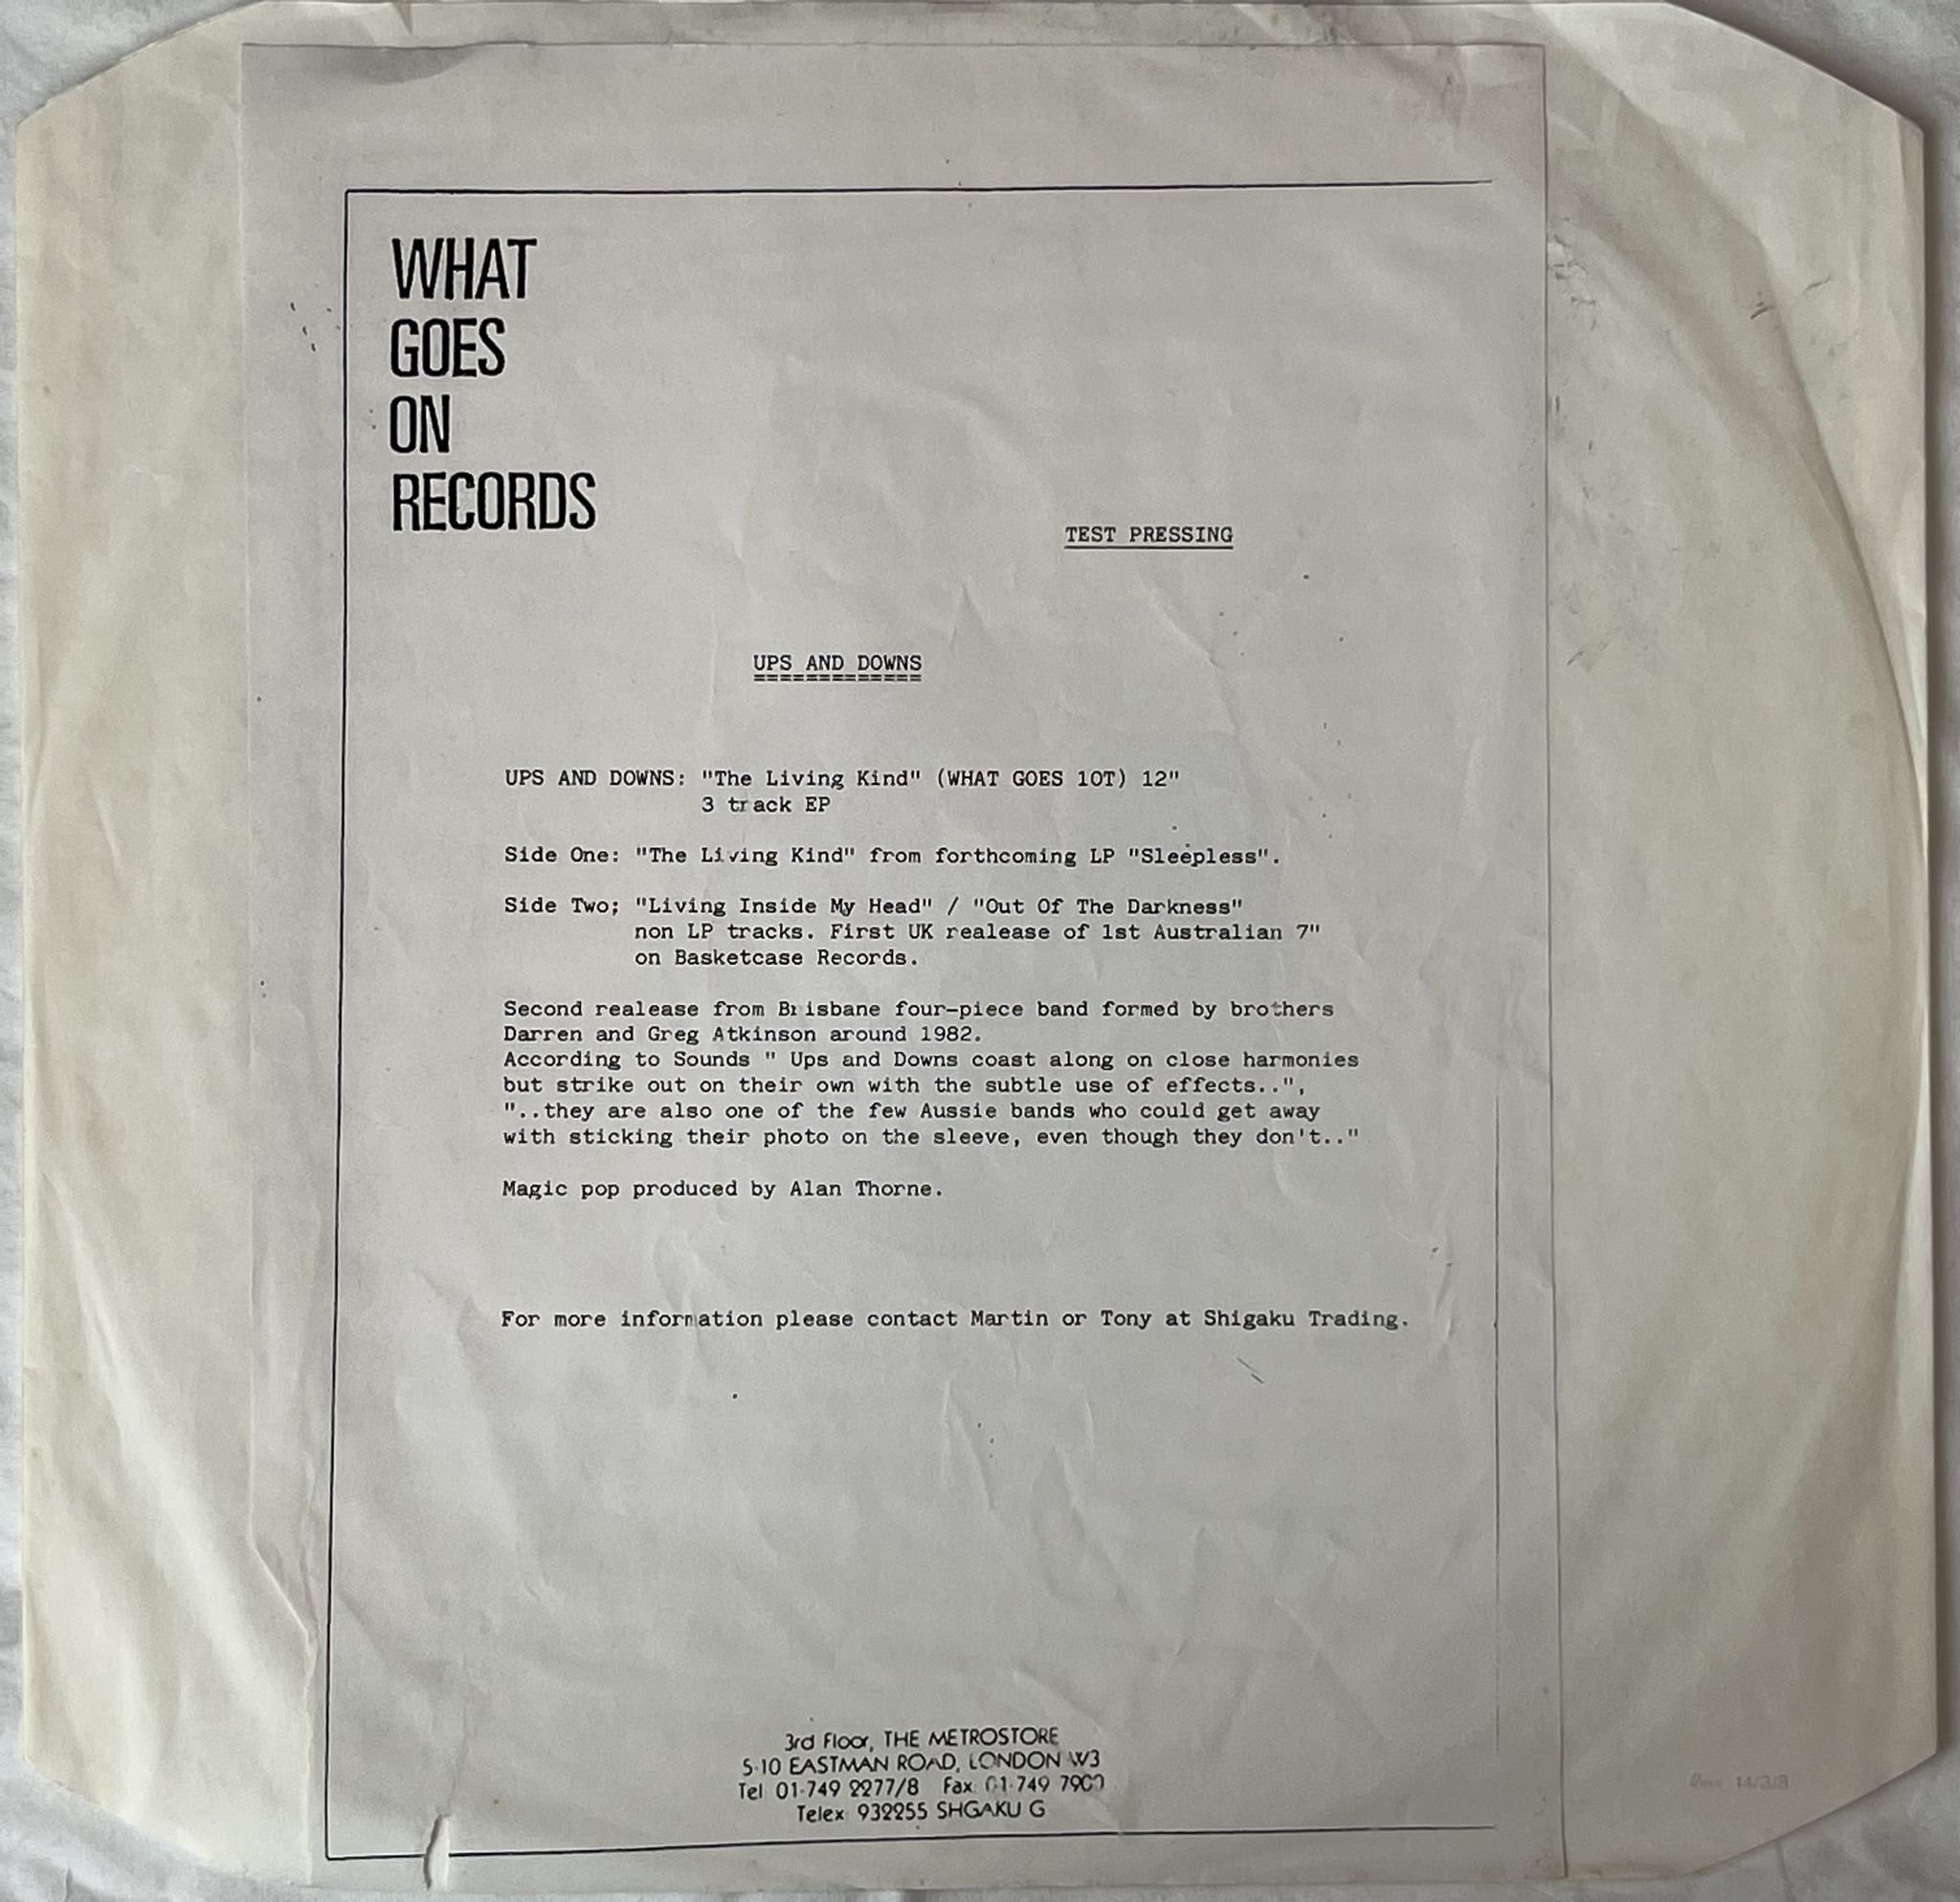 WHAT
GOES
ON
RECORDS
TEST PRESSING
UPS AND DOWNS
=============
UPS AND DOWNS: "The Living Kind" (WHAT GOES 10T) 12"
3 track EP
Side One: "The Living Kind" from forthcoming LP "Sleepless".
Side Two; "Living Inside My Head" / "Out Of The Darkness"
non LP tracks. First UK realease of 1st Australian 7"
on Basketcase Records.
Second realease from Brisbane four-piece band formed by brothers
Darren and Greg Atkinson around 1982.
According to Sounds " Ups and Downs coast along on close harmonies
but strike out on their own with the subtle use of effects..",
"..they are also one of the few Aussie bands who could get away
with sticking their photo on the sleeve, even though they don't.."
Magic pop produced by Alan Thorne.
For more information please contact Martin or Tony at Shigaku Trading.
3rd Floor, THE METROSTORE
5-10 EASTMAN ROAD, LONDON W3
Tel: 01-749 2277/8 Fax: 01-749
Telex: 932255 SHGAKU G